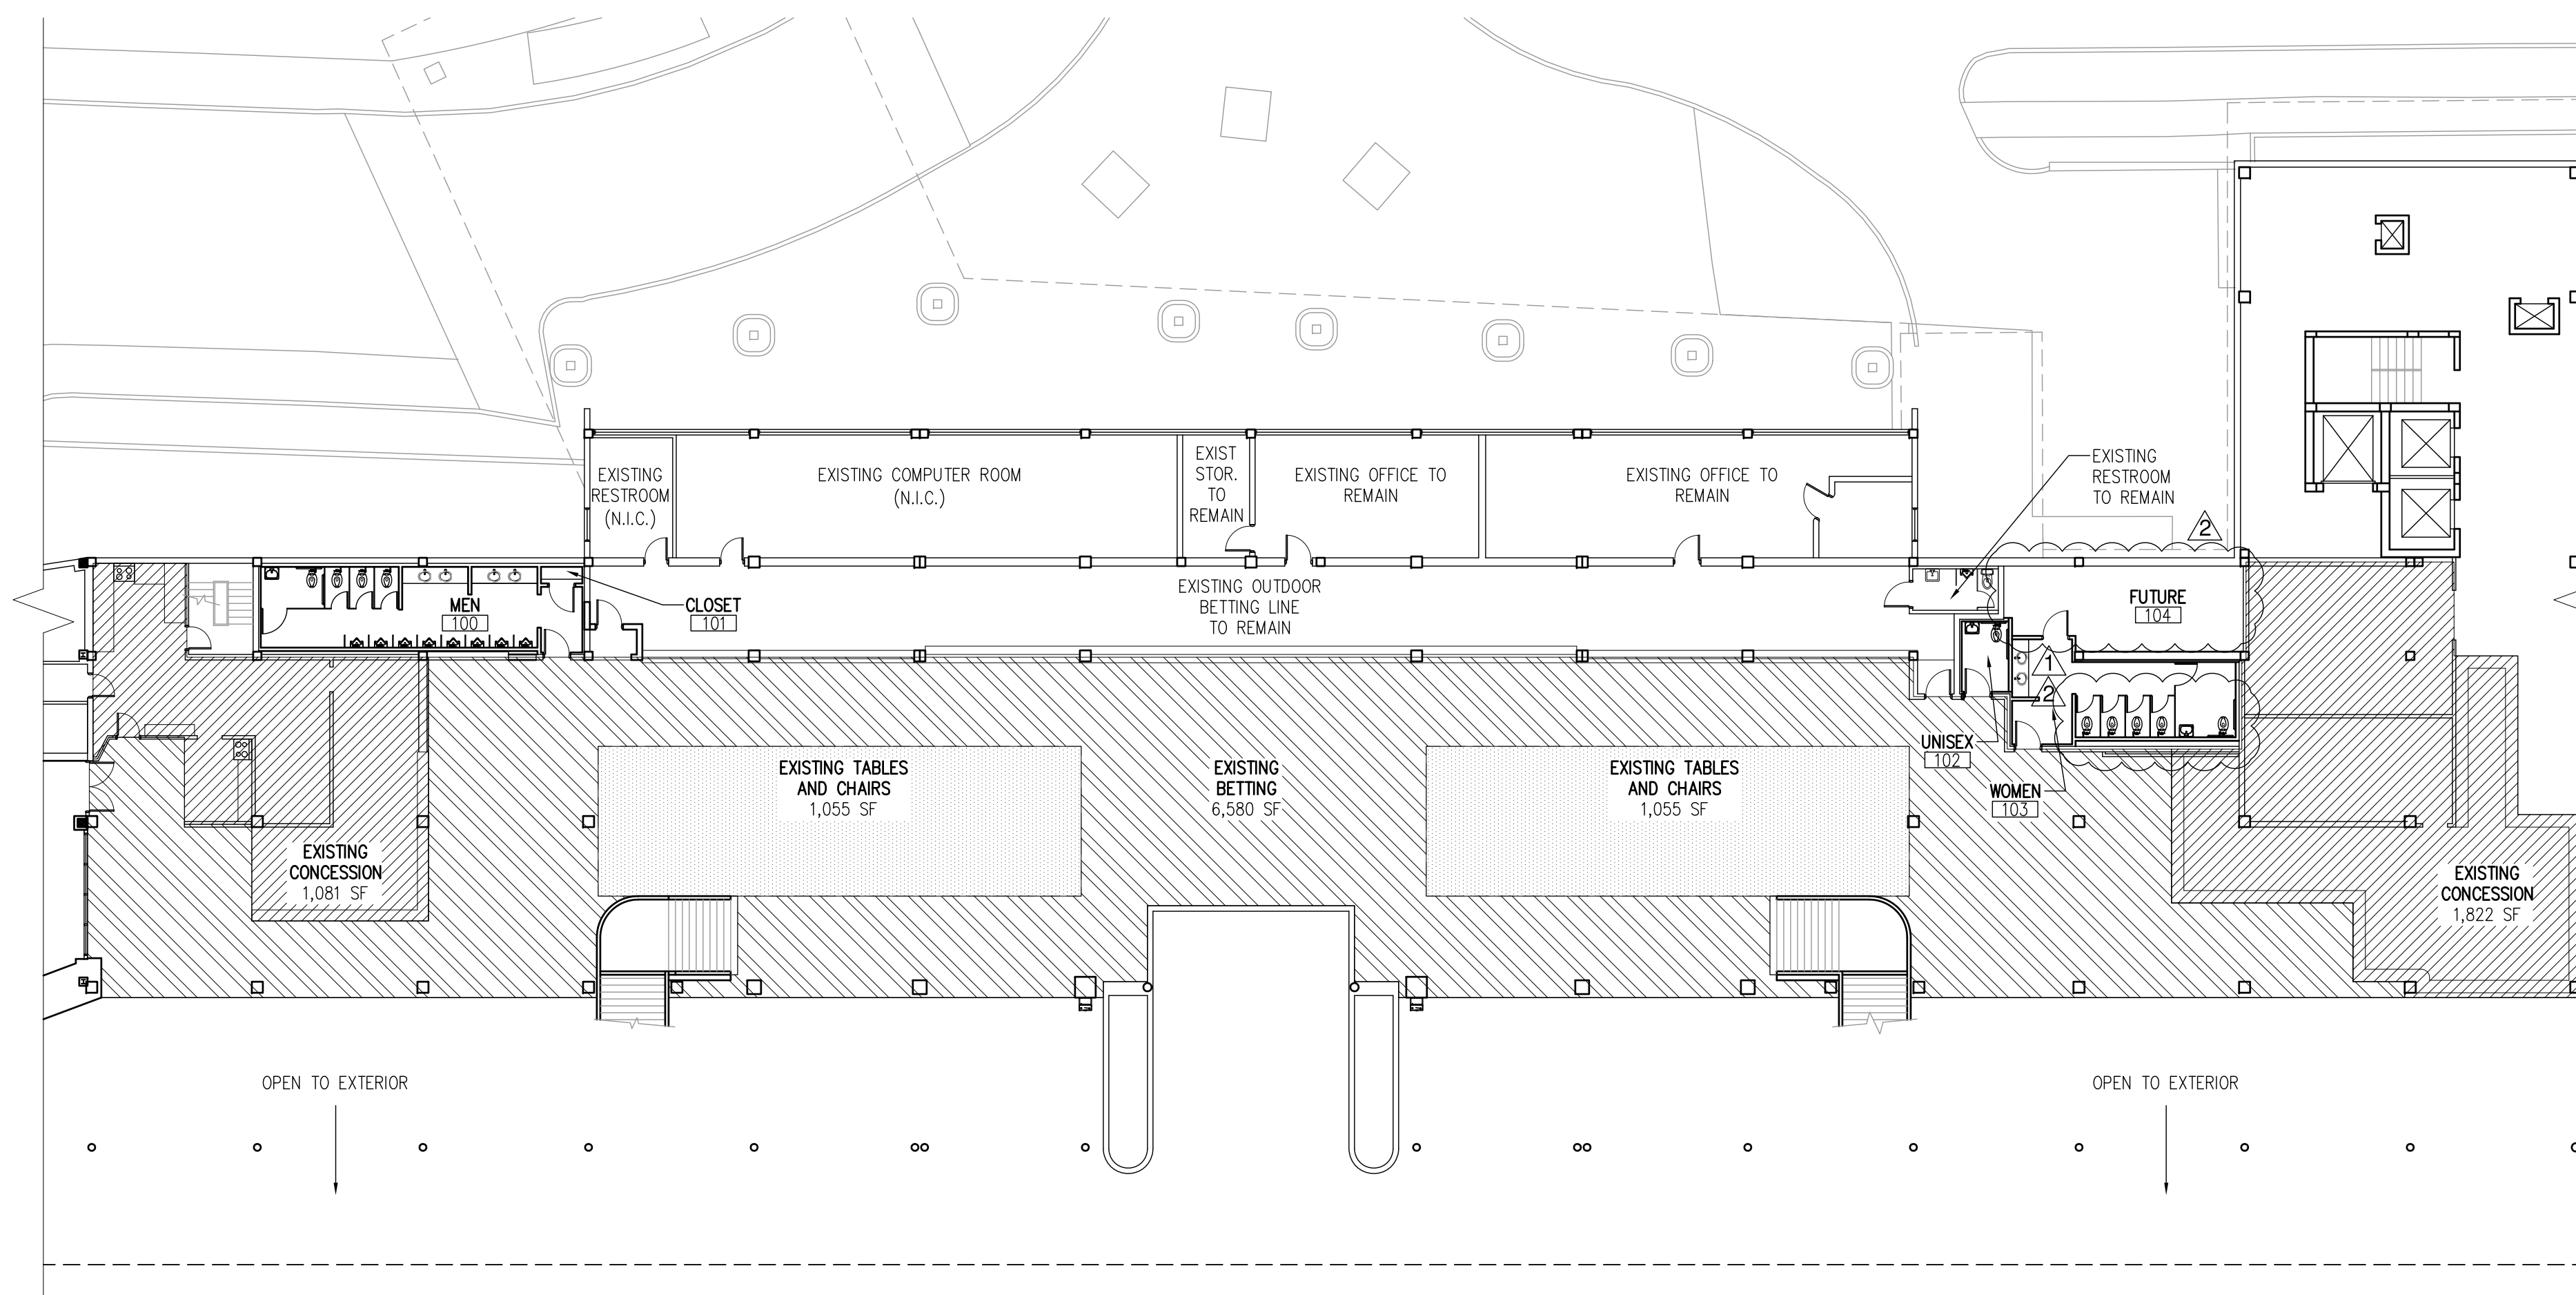 EXISTING
RESTROOM
(N.I.C.)
EXISTING COMPUTER ROOM
(N.I.C.)
EXIST
STOR.
TO
REMAIN
EXISTING OFFICE TO
REMAIN
EXISTING OFFICE TO
REMAIN
EXISTING
RESTROOM
TO REMAIN
2
MEN
100
CLOSET
101
EXISTING OUTDOOR
BETTING LINE
TO REMAIN
FUTURE
104
1
2
UNISEX
102
WOMEN
103
EXISTING TABLES
AND CHAIRS
1,055 SF
EXISTING
BETTING
6,580 SF
EXISTING TABLES
AND CHAIRS
1,055 SF
EXISTING
CONCESSION
1,081 SF
EXISTING
CONCESSION
1,822 SF
OPEN TO EXTERIOR
OPEN TO EXTERIOR